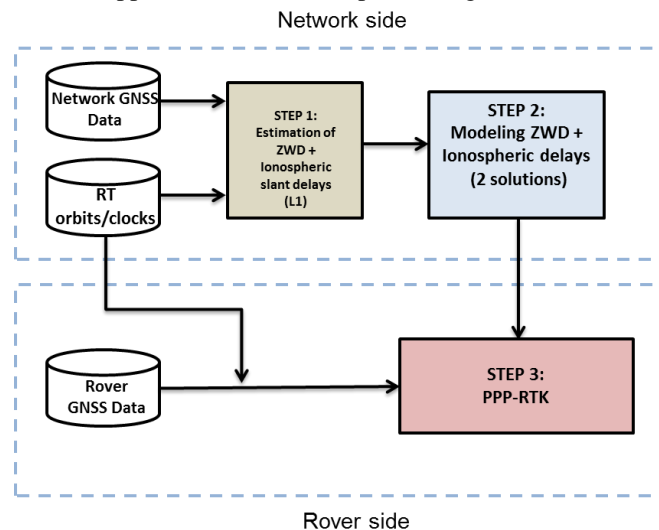 Network side
Network GNSS
Data
STEP 1:
Estimation of
ZWD +
Ionospheric
slant delays
(L1)
STEP 2:
Modeling ZWD +
Ionospheric delays
(2 solutions)
RT
orbits/clocks
Rover
GNSS Data
STEP 3:
PPP-RTK
Rover side